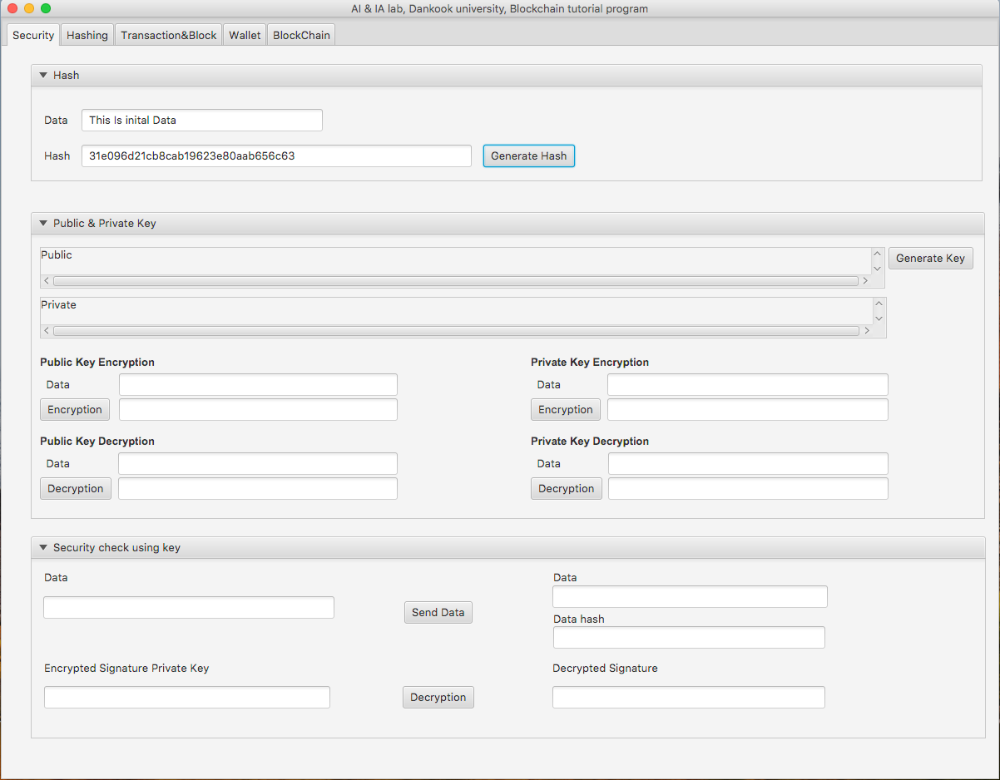 AI & IA lab, Dankook university, Blockchain tutorial program
Security Hashing Transaction&Block Wallet BlockChain
Hash
Data This Is inital Data
Hash 31e096d21cb8cab19623e80aab656c63 Generate Hash
Public & Private Key
Public Generate Key
Private
Public Key Encryption Private Key Encryption
Data Data
Encryption Encryption
Public Key Decryption Private Key Decryption
Data Data
Decryption Decryption
Security check using key
Data Data
Send Data
Data hash
Encrypted Signature Private Key Decrypted Signature
Decryption